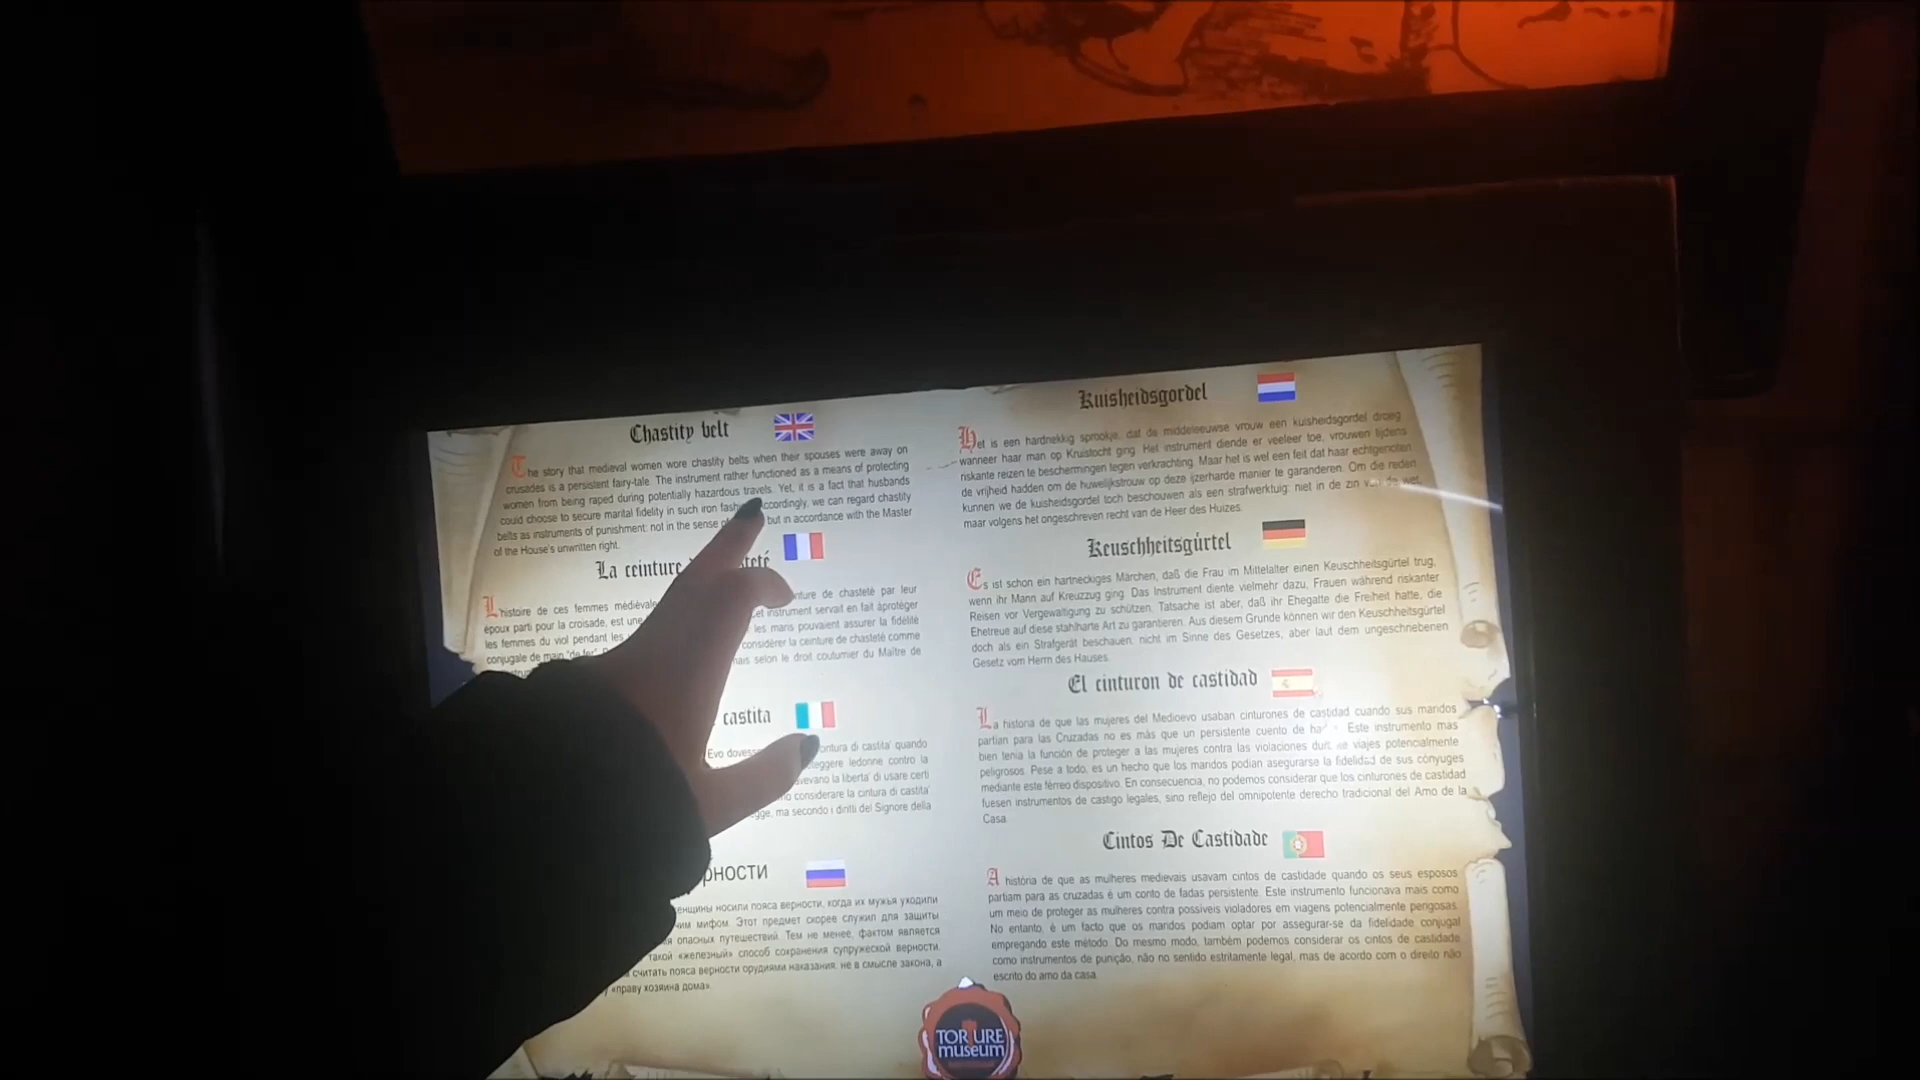 Chastity belt
The story that medieval women wore chastity belts when their spouses were away on
crusades is a persistent fairy-tale. The instrument rather functioned as a means of protecting
women from being raped during potentially hazardous travels. Yet, it is a fact that husbands
could choose to secure marital fidelity in such iron Accordingly, we can regard chastity
belts as instruments of punishment: not in the sense but in accordance with the Master
of the House's unwritten right.
La ceinture
L'histoire de ces femmes
époux parti pour la croisade, est une
les femmes du viol pendant les
conjugale de main "de fer".
ceinture de chasteté par leur
Cet instrument servait en fait àprotéger
les maris pouvaient assurer la fidélité
considérer la ceinture de chasteté comme
mais selon le droit coutumier du Maître de
castita
Evo cintura di castita' quando
ledonne contro la
avevano la liberta' di usare certi
considerare la cintura di castita'
ma secondo i diritti del Signore della
женщины носили пояса верности, когда их мужья уходили
мифом. Этот предмет скорее служил для защиты
опасных путешествий. Тем не менее, фактом является
такой «железный» способ сохранения супружеской верности.
считать пояса верности орудиями наказания, не в смысле закона, а
«праву хозяина дома».
Kuisheidsgordel
Het is een hardnekkig sprookje, dat de middeleeuwse vrouw een kuisheidsgordel droeg
wanneer haar man op Kruistocht ging. Het instrument diende er veeleer toe, vrouwen tijdens
riskante reizen te beschermingen tegen verkrachting. Maar het is wel een feit dat haar echtgenoten
de vrijheid hadden om de huwelijkstrouw op deze ijzerharde manier te garanderen. Om die reden
kunnen we de kuisheidsgordel toch beschouwen als een strafwerktuig: niet in de zin van de wet,
maar volgens het ongeschreven recht van de Heer des Huizes.
Keuschheitsgürtel
Es ist schon ein hartneckiges Märchen, daß die Frau im Mittelalter einen Keuschheitsgürtel trug,
wenn ihr Mann auf Kreuzzug ging. Das Instrument diente vielmehr dazu, Frauen während riskanter
Reisen vor Vergewaltigung zu schützen. Tatsache ist aber, daß ihr Ehegatte die Freiheit hatte, die
Ehetreue auf diese stahlharte Art zu garantieren. Aus diesem Grunde können wir den Keuschheitsgürtel
doch als ein Strafgerät beschauen: nicht im Sinne des Gesetzes, aber laut dem ungeschnebenen
Gesetz vom Herrn des Hauses.
El cinturon de castidad
La historia de que las mujeres del Medioevo usaban cinturones de castidad cuando sus maridos
partian para las Cruzadas no es más que un persistente cuento de Este instrumento mas
bien tenia la función de proteger a las mujeres contra las violaciones viajes potencialmente
peligrosos. Pese a todo, es un hecho que los maridos podian asegurarse la fidelidad de sus cónyuges
mediante este férreo dispositivo. En consecuencia, no podemos considerar que los cinturones de castidad
fuesen instrumentos de castigo legales, sino reflejo del omnipotente derecho tradicional del Amo de la
Casa.
Cintos De Castidade
A história de que as mulheres medievais usavam cintos de castidade quando os seus esposos
partiam para as cruzadas é um conto de fadas persistente. Este instrumento funcionava mais como
um meio de proteger as mulheres contra possíveis violadores em viagens potencialmente perigosas.
No entanto, é um facto que os maridos podiam optar por assegurar-se da fidelidade conjugal
empregando este método. Do mesmo modo, também podemos considerar os cintos de castidade
como instrumentos de punição, não no sentido estritamente legal, mas de acordo com o direito não
escrito do amo da casa.
TORTURE
museum